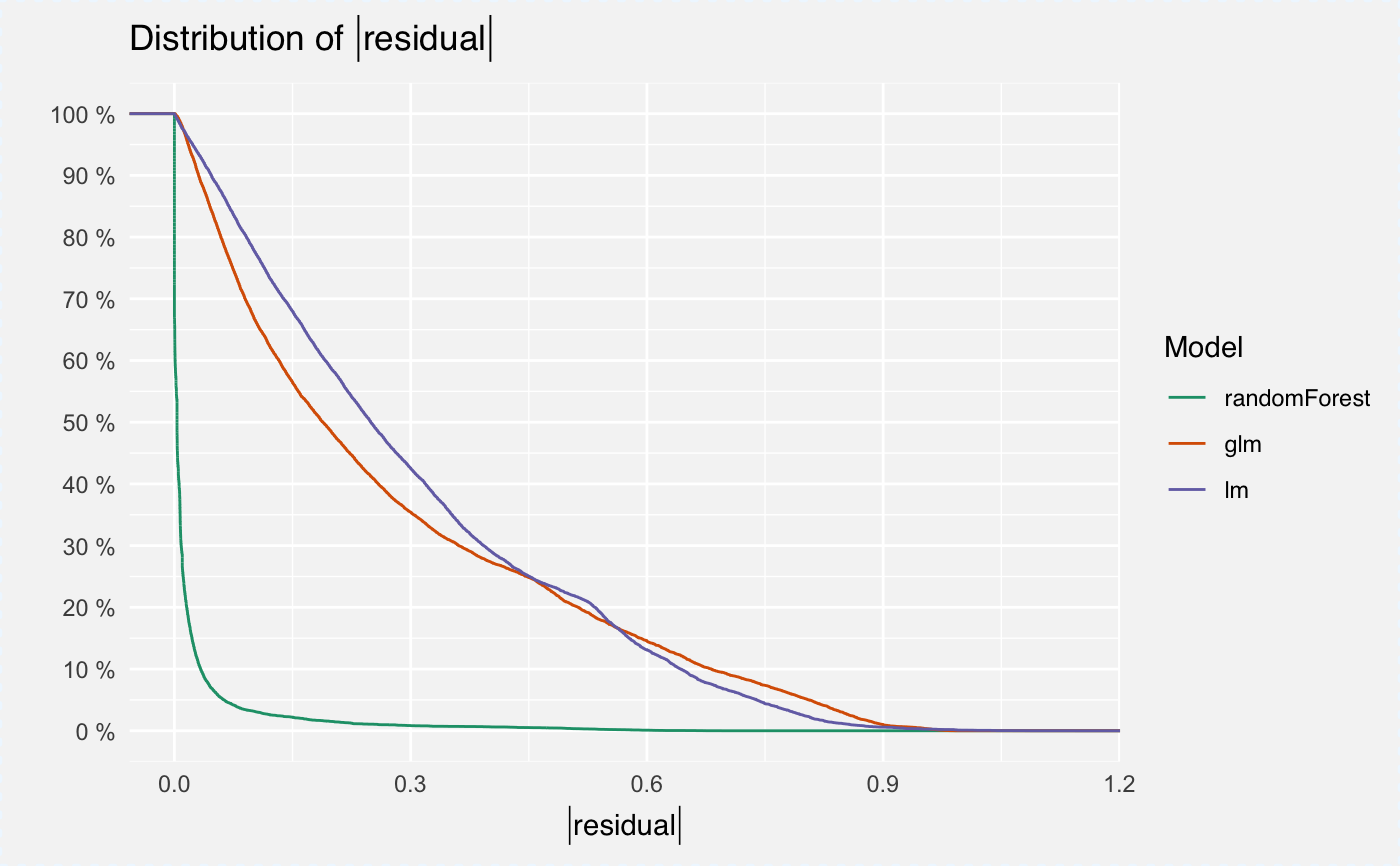 Distribution of |residual|
100 %
90 %
80 %
70 %
60 %
50 %
40 %
30 %
20 %
10 %
0 %
0.0 0.3 0.6 0.9 1.2
|residual|
Model
randomForest
glm
lm